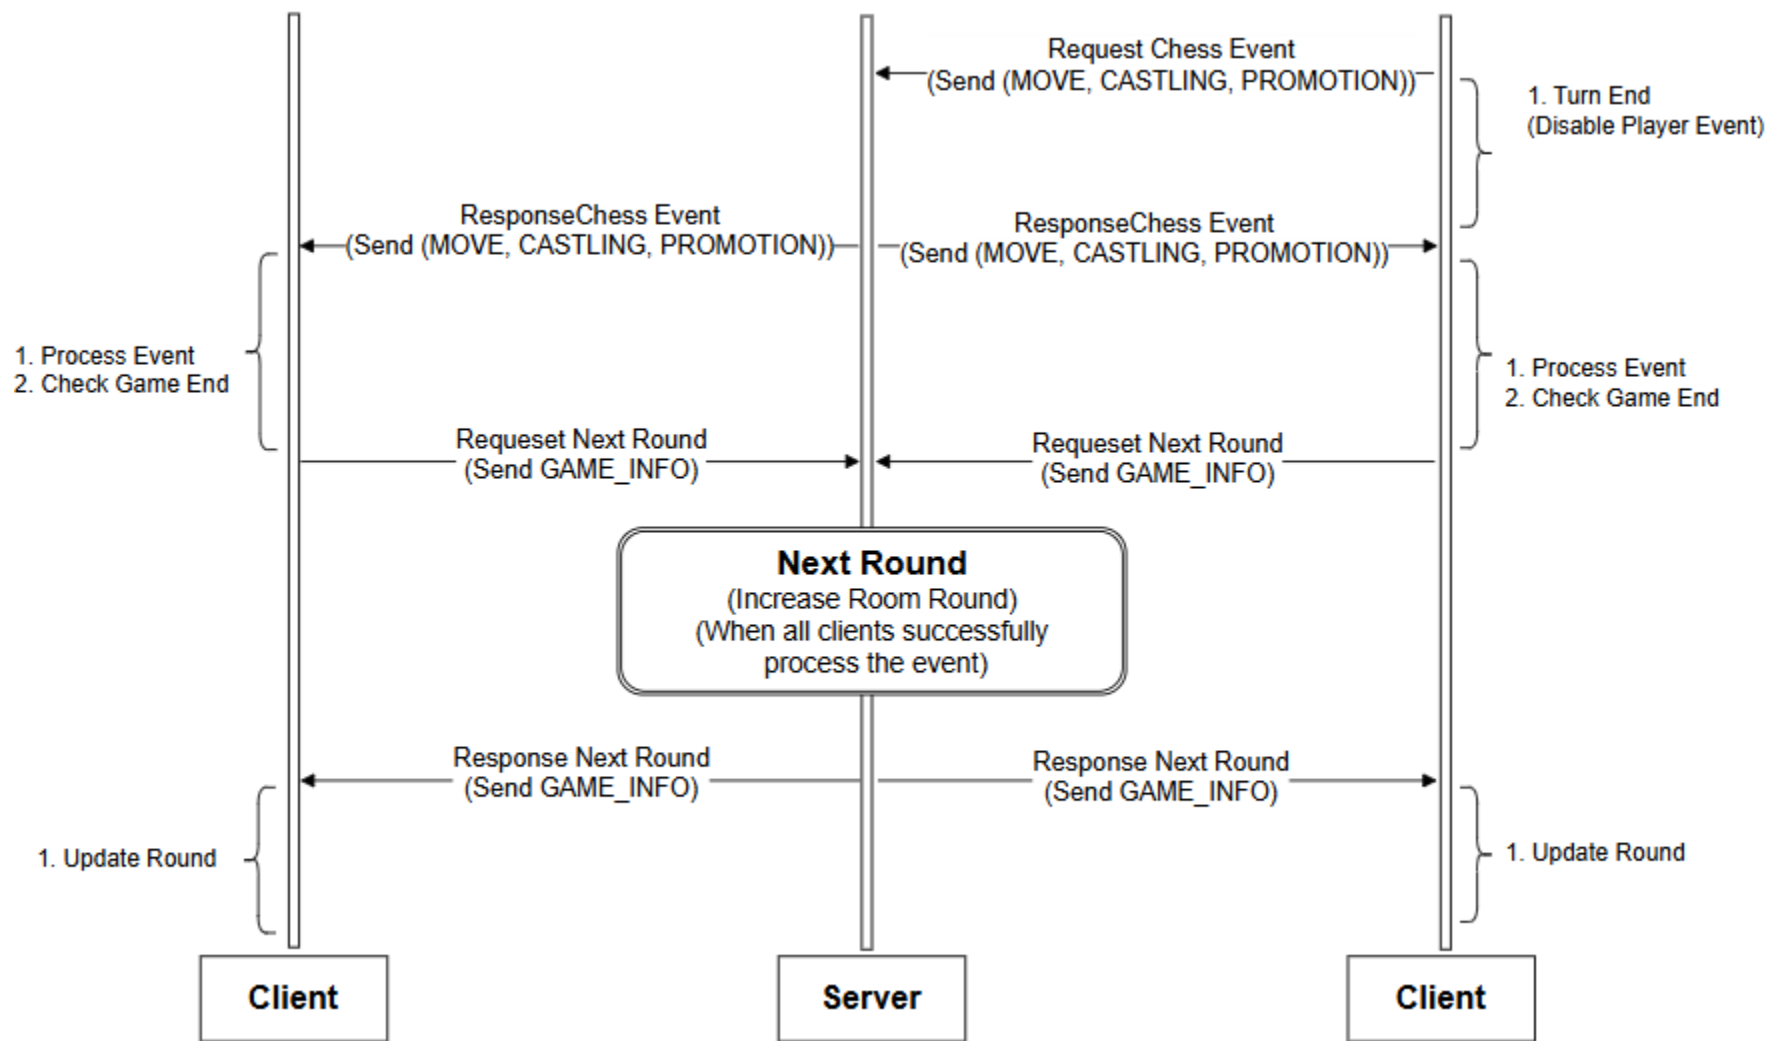 Request Chess Event
(Send (MOVE, CASTLING, PROMOTION))
1. Turn End
(Disable Player Event)
ResponseChess Event
(Send (MOVE, CASTLING, PROMOTION))
ResponseChess Event
(Send (MOVE, CASTLING, PROMOTION))
1. Process Event
2. Check Game End
1. Process Event
2. Check Game End
Requeset Next Round
(Send GAME_INFO)
Requeset Next Round
(Send GAME_INFO)
Next Round
(Increase Room Round)
(When all clients successfully
process the event)
Response Next Round
(Send GAME_INFO)
Response Next Round
(Send GAME_INFO)
1. Update Round
1. Update Round
Client
Server
Client